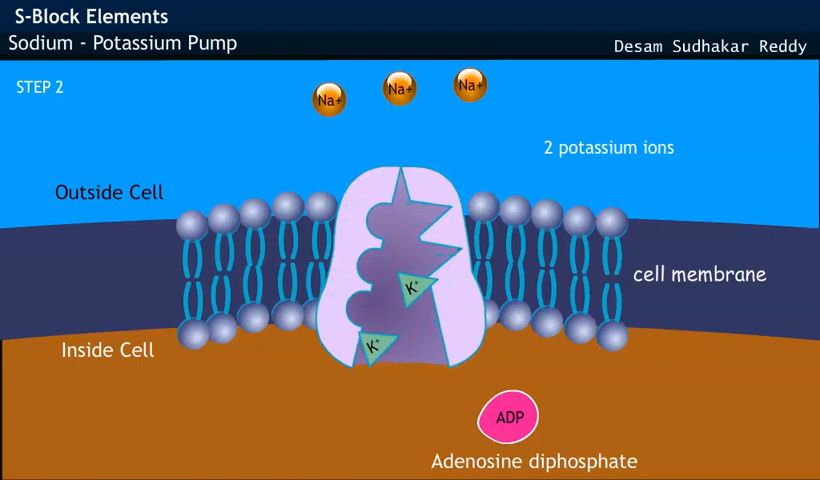 S-Block Elements
Sodium - Potassium Pump
Desam Sudhakar Reddy
STEP 2
Na+ Na+ Na+
2 potassium ions
Outside Cell
cell membrane
K+
K+
Inside Cell
ADP
Adenosine diphosphate